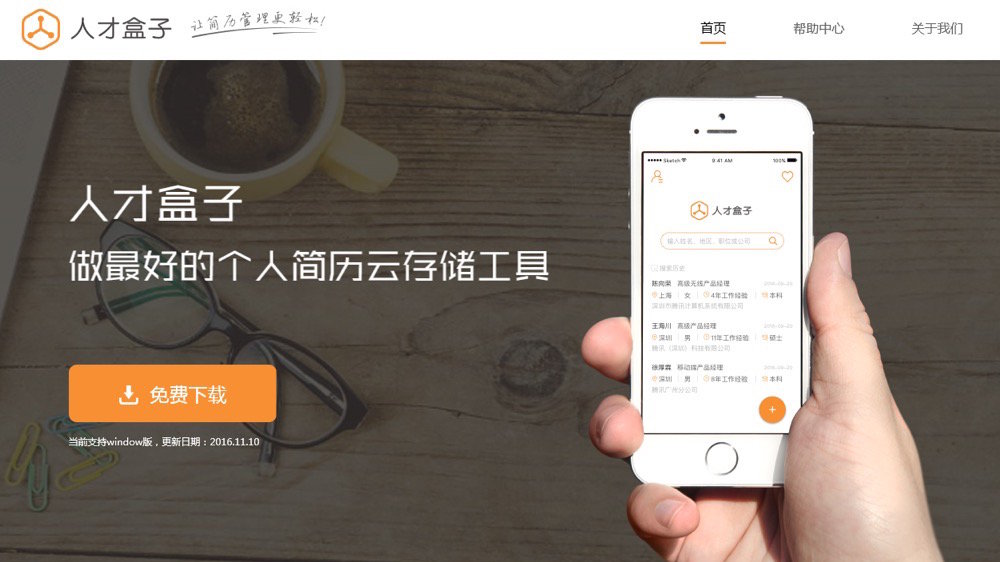 人才盒子
让简历管理更轻松!
首页
帮助中心
关于我们
人才盒子
做最好的个人简历云存储工具
免费下载
当前支持window版，更新日期：2016.11.10
Sketch
9:41 AM
100%
人才盒子
输入姓名、地区、职位或公司
搜索历史
陈向荣 高级无线产品经理
上海 女 4年工作经验 本科
深圳市腾讯计算机系统有限公司
王海川 高级产品经理
深圳 男 11年工作经验 硕士
腾讯（深圳）科技有限公司
徐厚霖 移动端产品经理
深圳 男 8年工作经验 本科
腾讯广州分公司
+